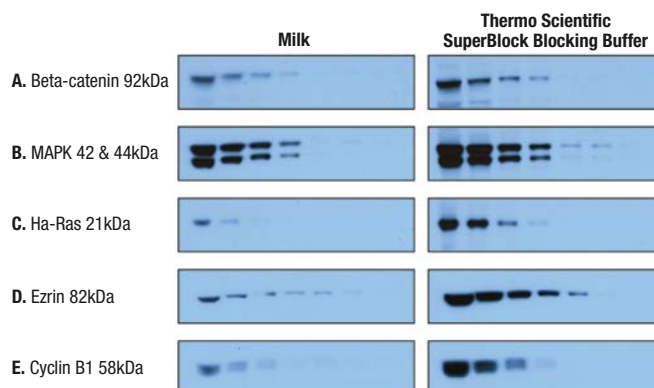 Milk
Thermo Scientific
SuperBlock Blocking Buffer
A. Beta-catenin 92kDa
B. MAPK 42 & 44kDa
C. Ha-Ras 21kDa
D. Ezrin 82kDa
E. Cyclin B1 58kDa